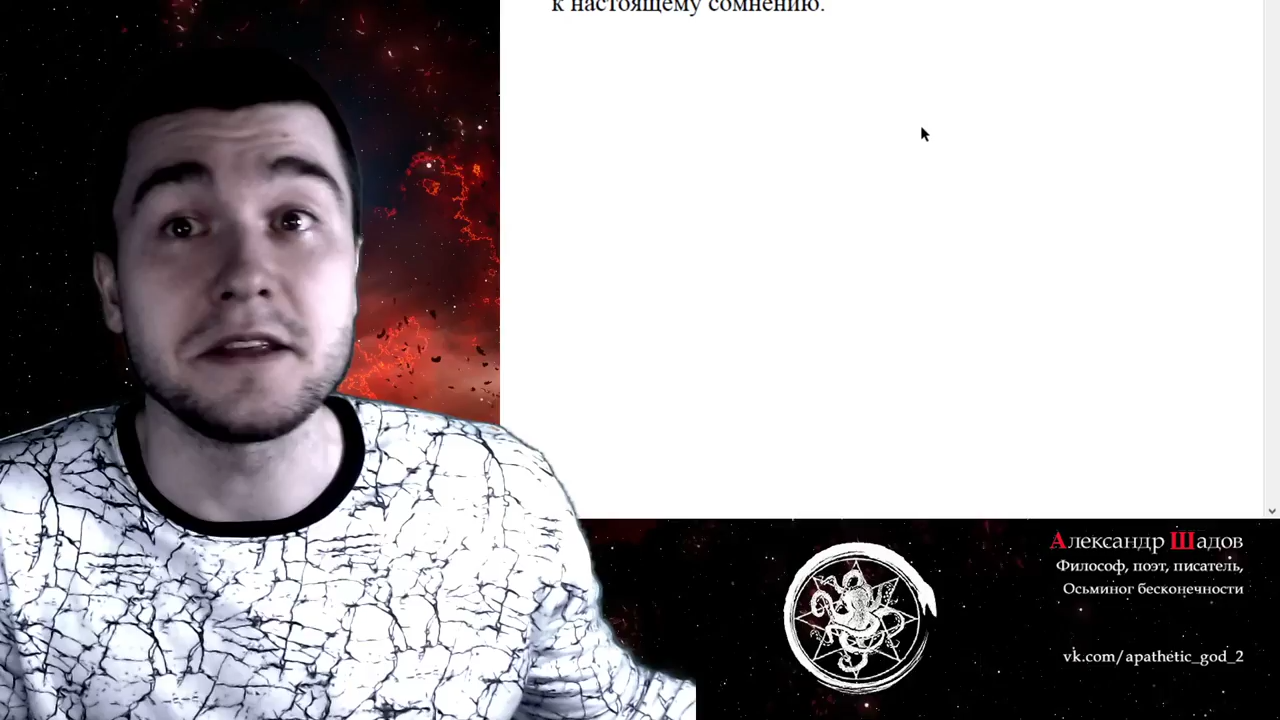 к настоящему сомнению.
Александр Шадов
Философ, поэт, писатель,
Осьминог бесконечности
vk.com/apathetic_god_2